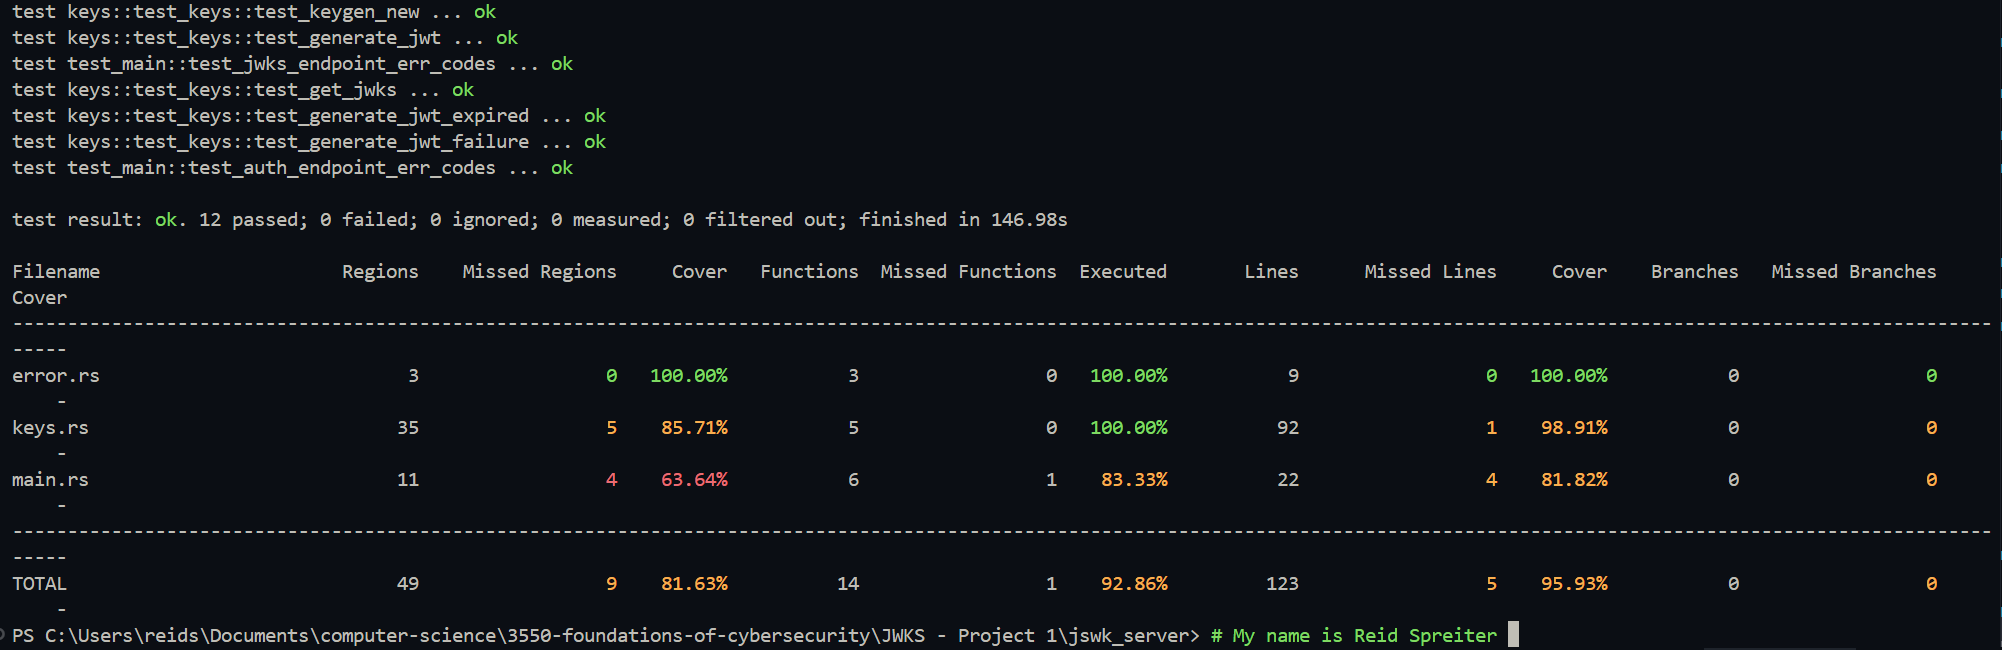 test keys::test_keys::test_keygen_new ... ok
test keys::test_keys::test_generate_jwt ... ok
test test_main::test_jwks_endpoint_err_codes ... ok
test keys::test_keys::test_get_jwks ... ok
test keys::test_keys::test_generate_jwt_expired ... ok
test keys::test_keys::test_generate_jwt_failure ... ok
test test_main::test_auth_endpoint_err_codes ... ok
test result: ok. 12 passed; 0 failed; 0 ignored; 0 measured; 0 filtered out; finished in 146.98s
Filename Regions Missed Regions Cover Functions Missed Functions Executed Lines Missed Lines Cover Branches Missed Branches
Cover
------------------------------------------------------------------------------------------------------------------------------------------------------------------------------------
-----
error.rs 3 0 100.00% 3 0 100.00% 9 0 100.00% 0 0
-
keys.rs 35 5 85.71% 5 0 100.00% 92 1 98.91% 0 0
-
main.rs 11 4 63.64% 6 1 83.33% 22 4 81.82% 0 0
-
------------------------------------------------------------------------------------------------------------------------------------------------------------------------------------
-----
TOTAL 49 9 81.63% 14 1 92.86% 123 5 95.93% 0 0
-
PS C:\Users\reids\Documents\computer-science\3550-foundations-of-cybersecurity\JWKS - Project 1\jswk_server> # My name is Reid Spreiter